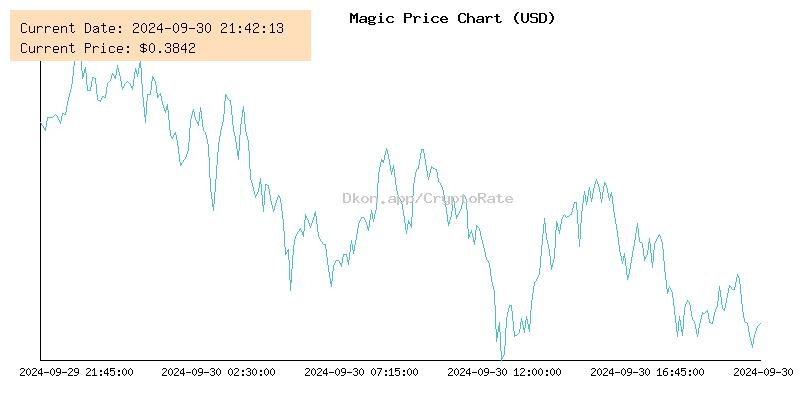 Magic Price Chart (USD)
Current Date: 2024-09-30 21:42:13
Current Price: $0.3842
Dkon.app/CryptoRate
2024-09-29 21:45:00 2024-09-30 02:30:00 2024-09-30 07:15:00 2024-09-30 12:00:00 2024-09-30 16:45:00 2024-09-30